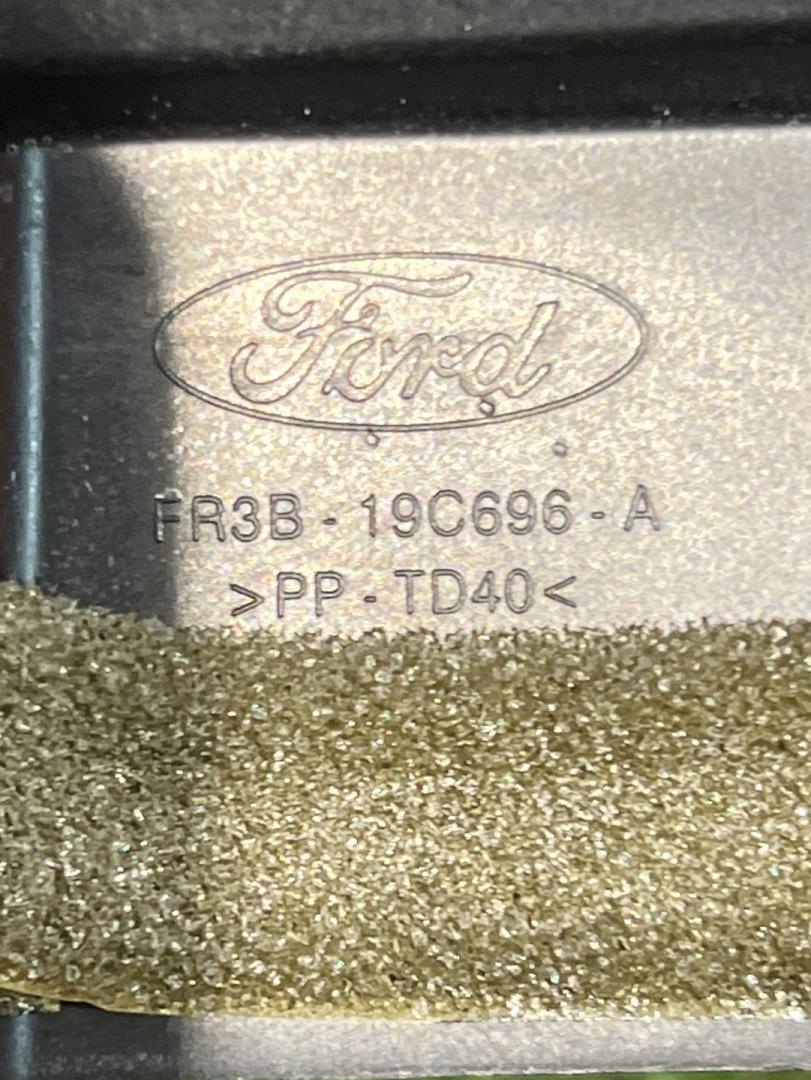 Ford
FR3B - 19C696 - A
>PP - TD40<